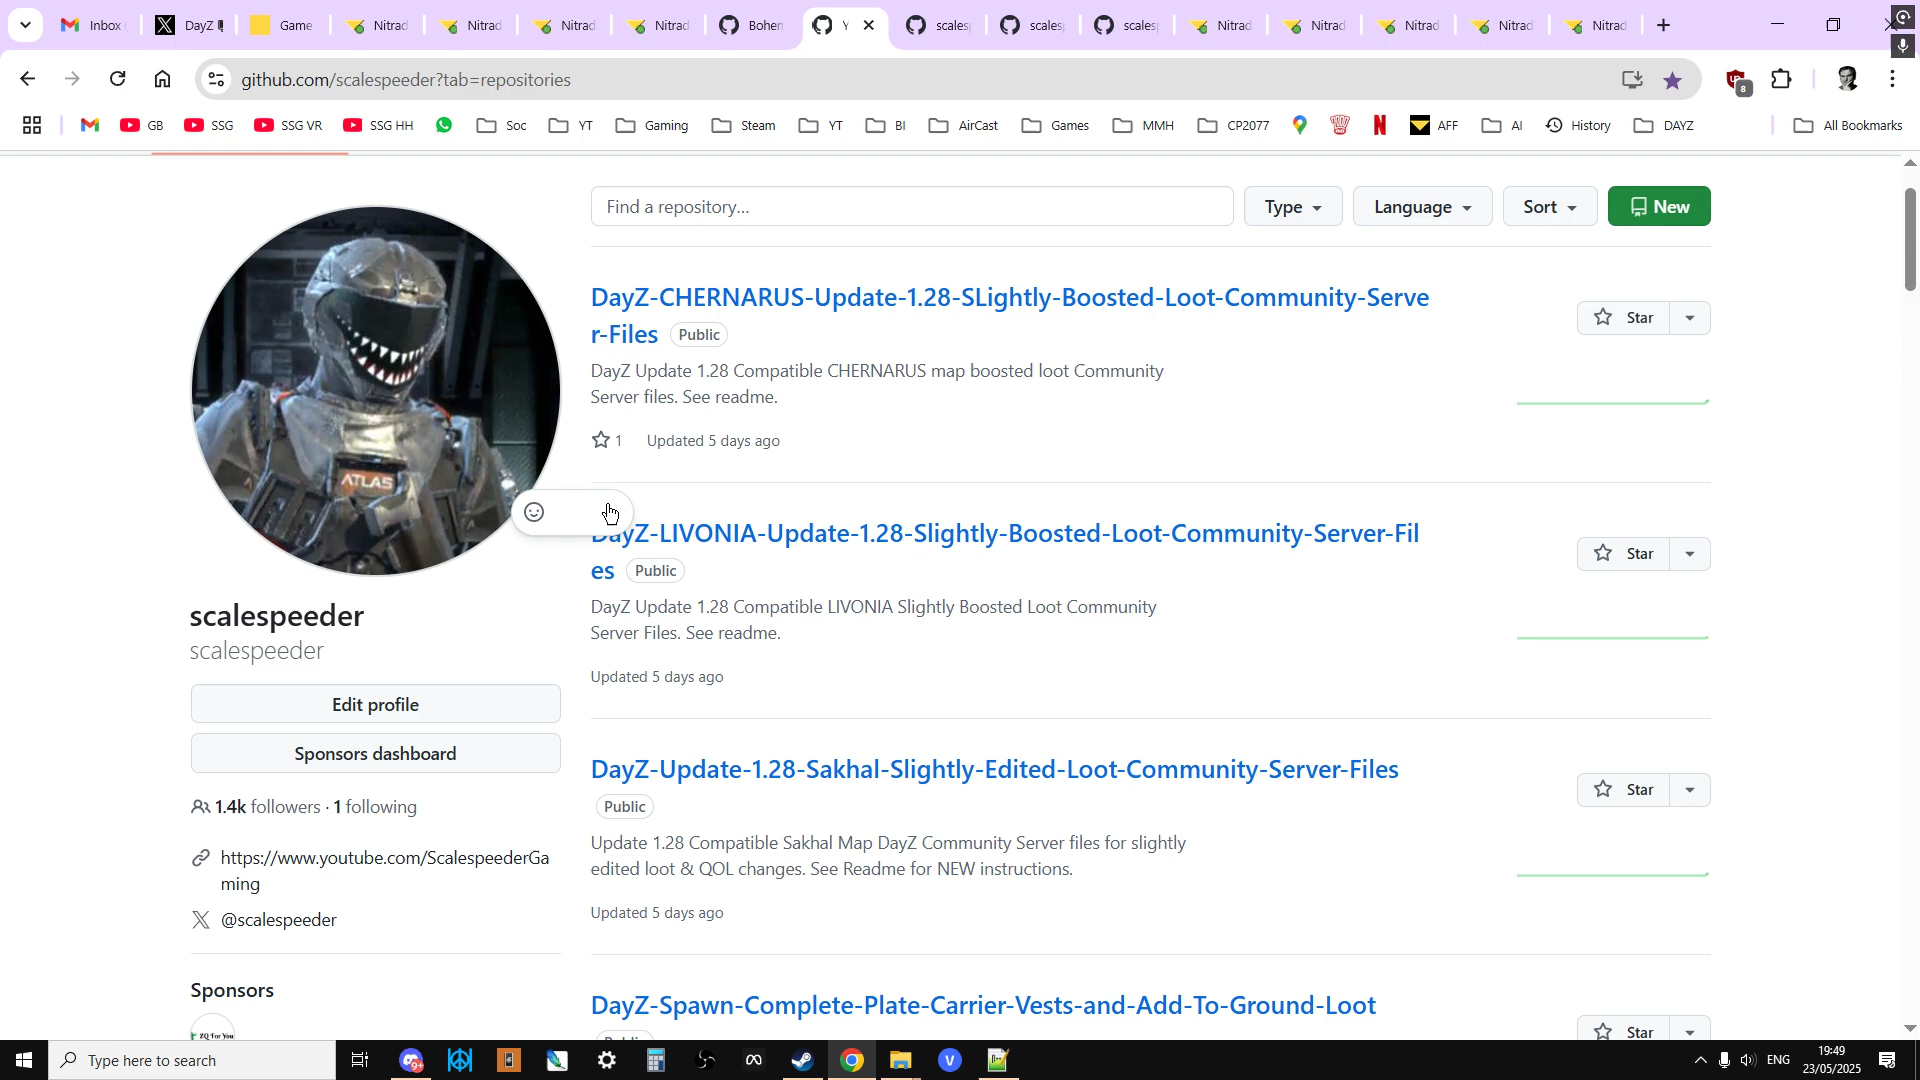 Inbox
DayZ
Game
Nitrad
Nitrad
Nitrad
Nitrad
Bohem
Y
scales
scales
scales
Nitrad
Nitrad
Nitrad
Nitrad
Nitrad
github.com/scalespeeder?tab=repositories
8
GB
SSG
SSG VR
SSG HH
Soc
YT
Gaming
Steam
YT
BI
AirCast
Games
MMH
CP2077
AFF
AI
History
DAYZ
All Bookmarks
Find a repository...
Type
Language
Sort
New
DayZ-CHERNARUS-Update-1.28-SLightly-Boosted-Loot-Community-Serve
r-Files Public
Star
DayZ Update 1.28 Compatible CHERNARUS map boosted loot Community
Server files. See readme.
1 Updated 5 days ago
ATLAS
DayZ-LIVONIA-Update-1.28-Slightly-Boosted-Loot-Community-Server-Fil
es Public
Star
DayZ Update 1.28 Compatible LIVONIA Slightly Boosted Loot Community
Server Files. See readme.
Updated 5 days ago
scalespeeder
scalespeeder
Edit profile
Sponsors dashboard
1.4k followers · 1 following
https://www.youtube.com/ScalespeederGa
ming
@scalespeeder
Sponsors
ZQ For You
DayZ-Update-1.28-Sakhal-Slightly-Edited-Loot-Community-Server-Files
Public
Star
Update 1.28 Compatible Sakhal Map DayZ Community Server files for slightly
edited loot & QOL changes. See Readme for NEW instructions.
Updated 5 days ago
DayZ-Spawn-Complete-Plate-Carrier-Vests-and-Add-To-Ground-Loot
Public
Star
Type here to search
9+
ENG
19:49
23/05/2025